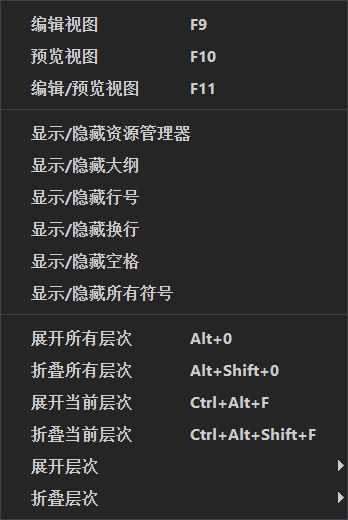 编辑视图 F9
预览视图 F10
编辑/预览视图 F11
显示/隐藏资源管理器
显示/隐藏大纲
显示/隐藏行号
显示/隐藏换行
显示/隐藏空格
显示/隐藏所有符号
展开所有层次 Alt+0
折叠所有层次 Alt+Shift+0
展开当前层次 Ctrl+Alt+F
折叠当前层次 Ctrl+Alt+Shift+F
展开层次
折叠层次